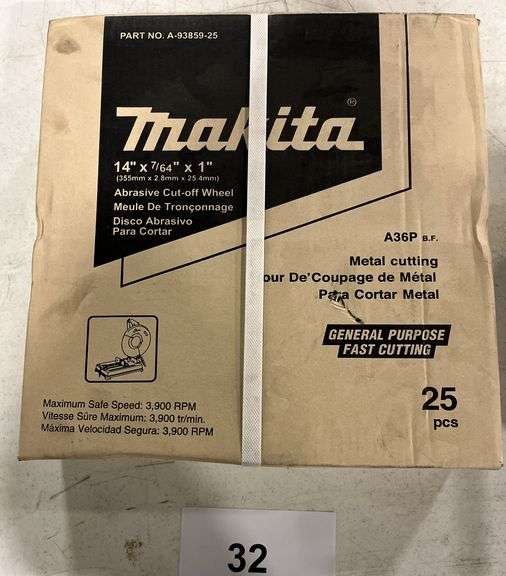 PART NO. A-93859-25
makita®
14" x 7/64" x 1"
(355mm x 2.8mm x 25.4mm)
Abrasive Cut-off Wheel
Meule De Tronçonnage
Disco Abrasivo
Para Cortar
A36P B.F.
Metal cutting
our De'Coupage de Métal
Para Cortar Metal
GENERAL PURPOSE
FAST CUTTING
25
pcs
Maximum Safe Speed: 3,900 RPM
Vitesse Sûre Maximum: 3,900 tr/min.
Máxima Velocidad Segura: 3,900 RPM
32